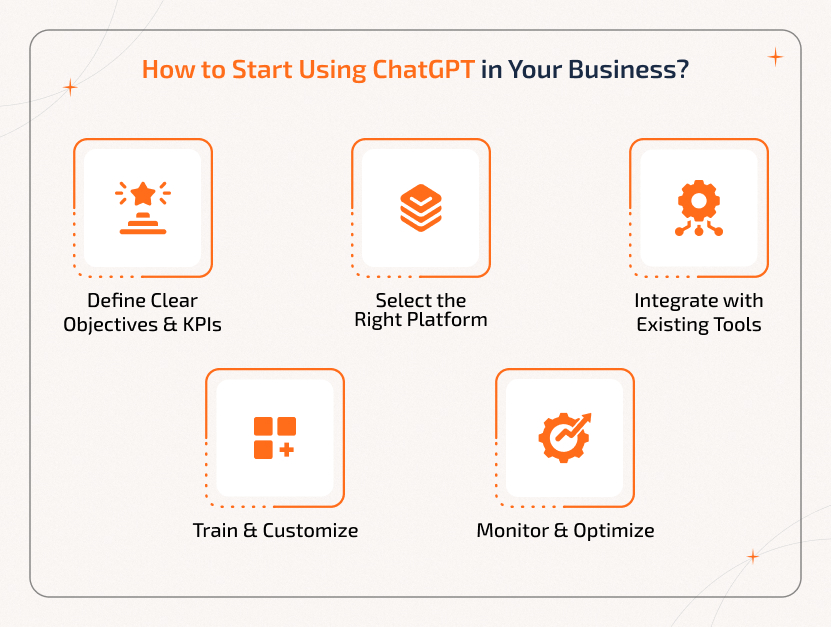 How to Start Using ChatGPT in Your Business?
Define Clear
Objectives & KPIs
Select the
Right Platform
Integrate with
Existing Tools
Train & Customize
Monitor & Optimize